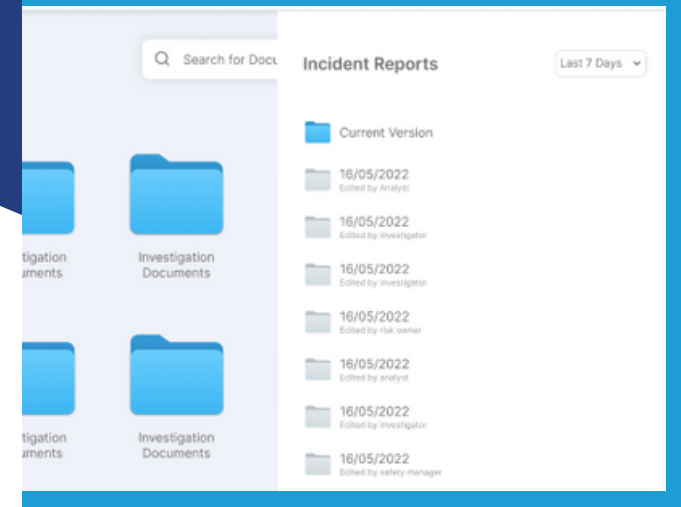 Search for Docu
tigation
uments
Investigation
Documents
tigation
uments
Investigation
Documents
Incident Reports
Last 7 Days
Current Version
16/05/2022
Edited by Analyst
16/05/2022
Edited by investigator
16/05/2022
Edited by investigator
16/05/2022
Edited by risk owner
16/05/2022
Edited by analyst.
16/05/2022
Edited by investigator
16/05/2022
Edited by safety manager